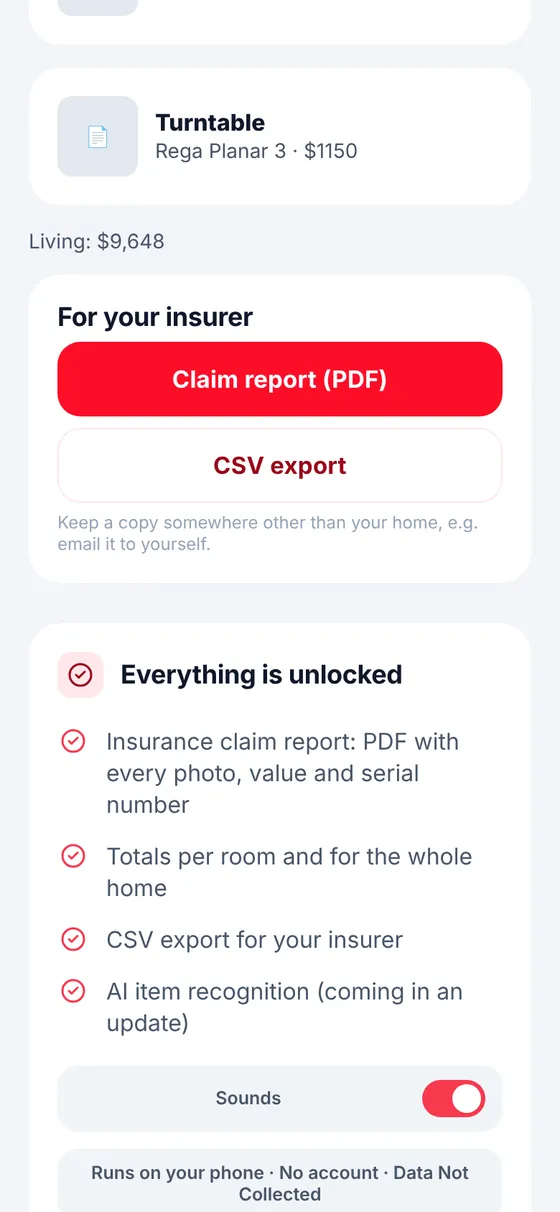 Turntable
Rega Planar 3 · $1150
Living: $9,648
For your insurer
Claim report (PDF)
CSV export
Keep a copy somewhere other than your home, e.g.
email it to yourself.
Everything is unlocked
Insurance claim report: PDF with
every photo, value and serial
number
Totals per room and for the whole
home
CSV export for your insurer
AI item recognition (coming in an
update)
Sounds
Runs on your phone · No account · Data Not
Collected